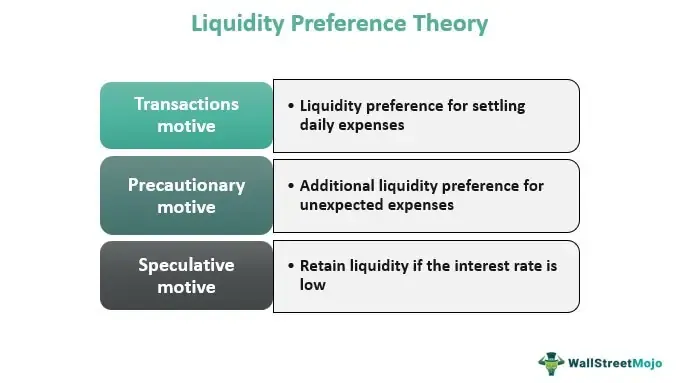 Liquidity Preference Theory
Transactions
motive
• Liquidity preference for settling
daily expenses
Precautionary
motive
• Additional liquidity preference for
unexpected expenses
Speculative
motive
• Retain liquidity if the interest rate is
low
WallStreetMojo